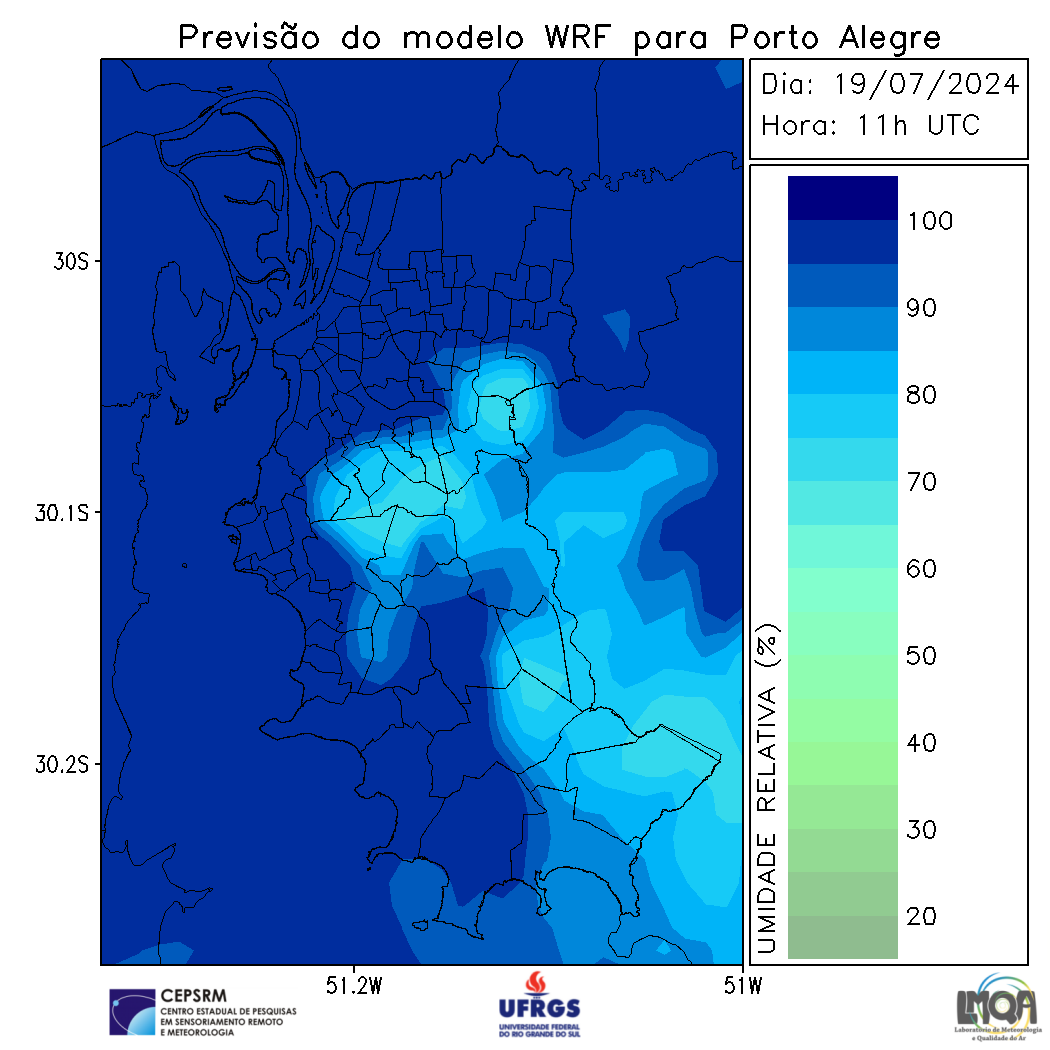 Previsão do modelo WRF para Porto Alegre
Dia: 19/07/2024
Hora: 11h UTC
100
90
80
70
60
50
40
30
20
UMIDADE RELATIVA (%)
30S
30.1S
30.2S
51.2W
51W
CEPSRM
CENTRO ESTADUAL DE PESQUISAS
EM SENSORIAMENTO REMOTO
E METEOROLOGIA
UFRGS
UNIVERSIDADE FEDERAL
DO RIO GRANDE DO SUL
LMQA
Laboratório de Meteorologia
e Qualidade do Ar